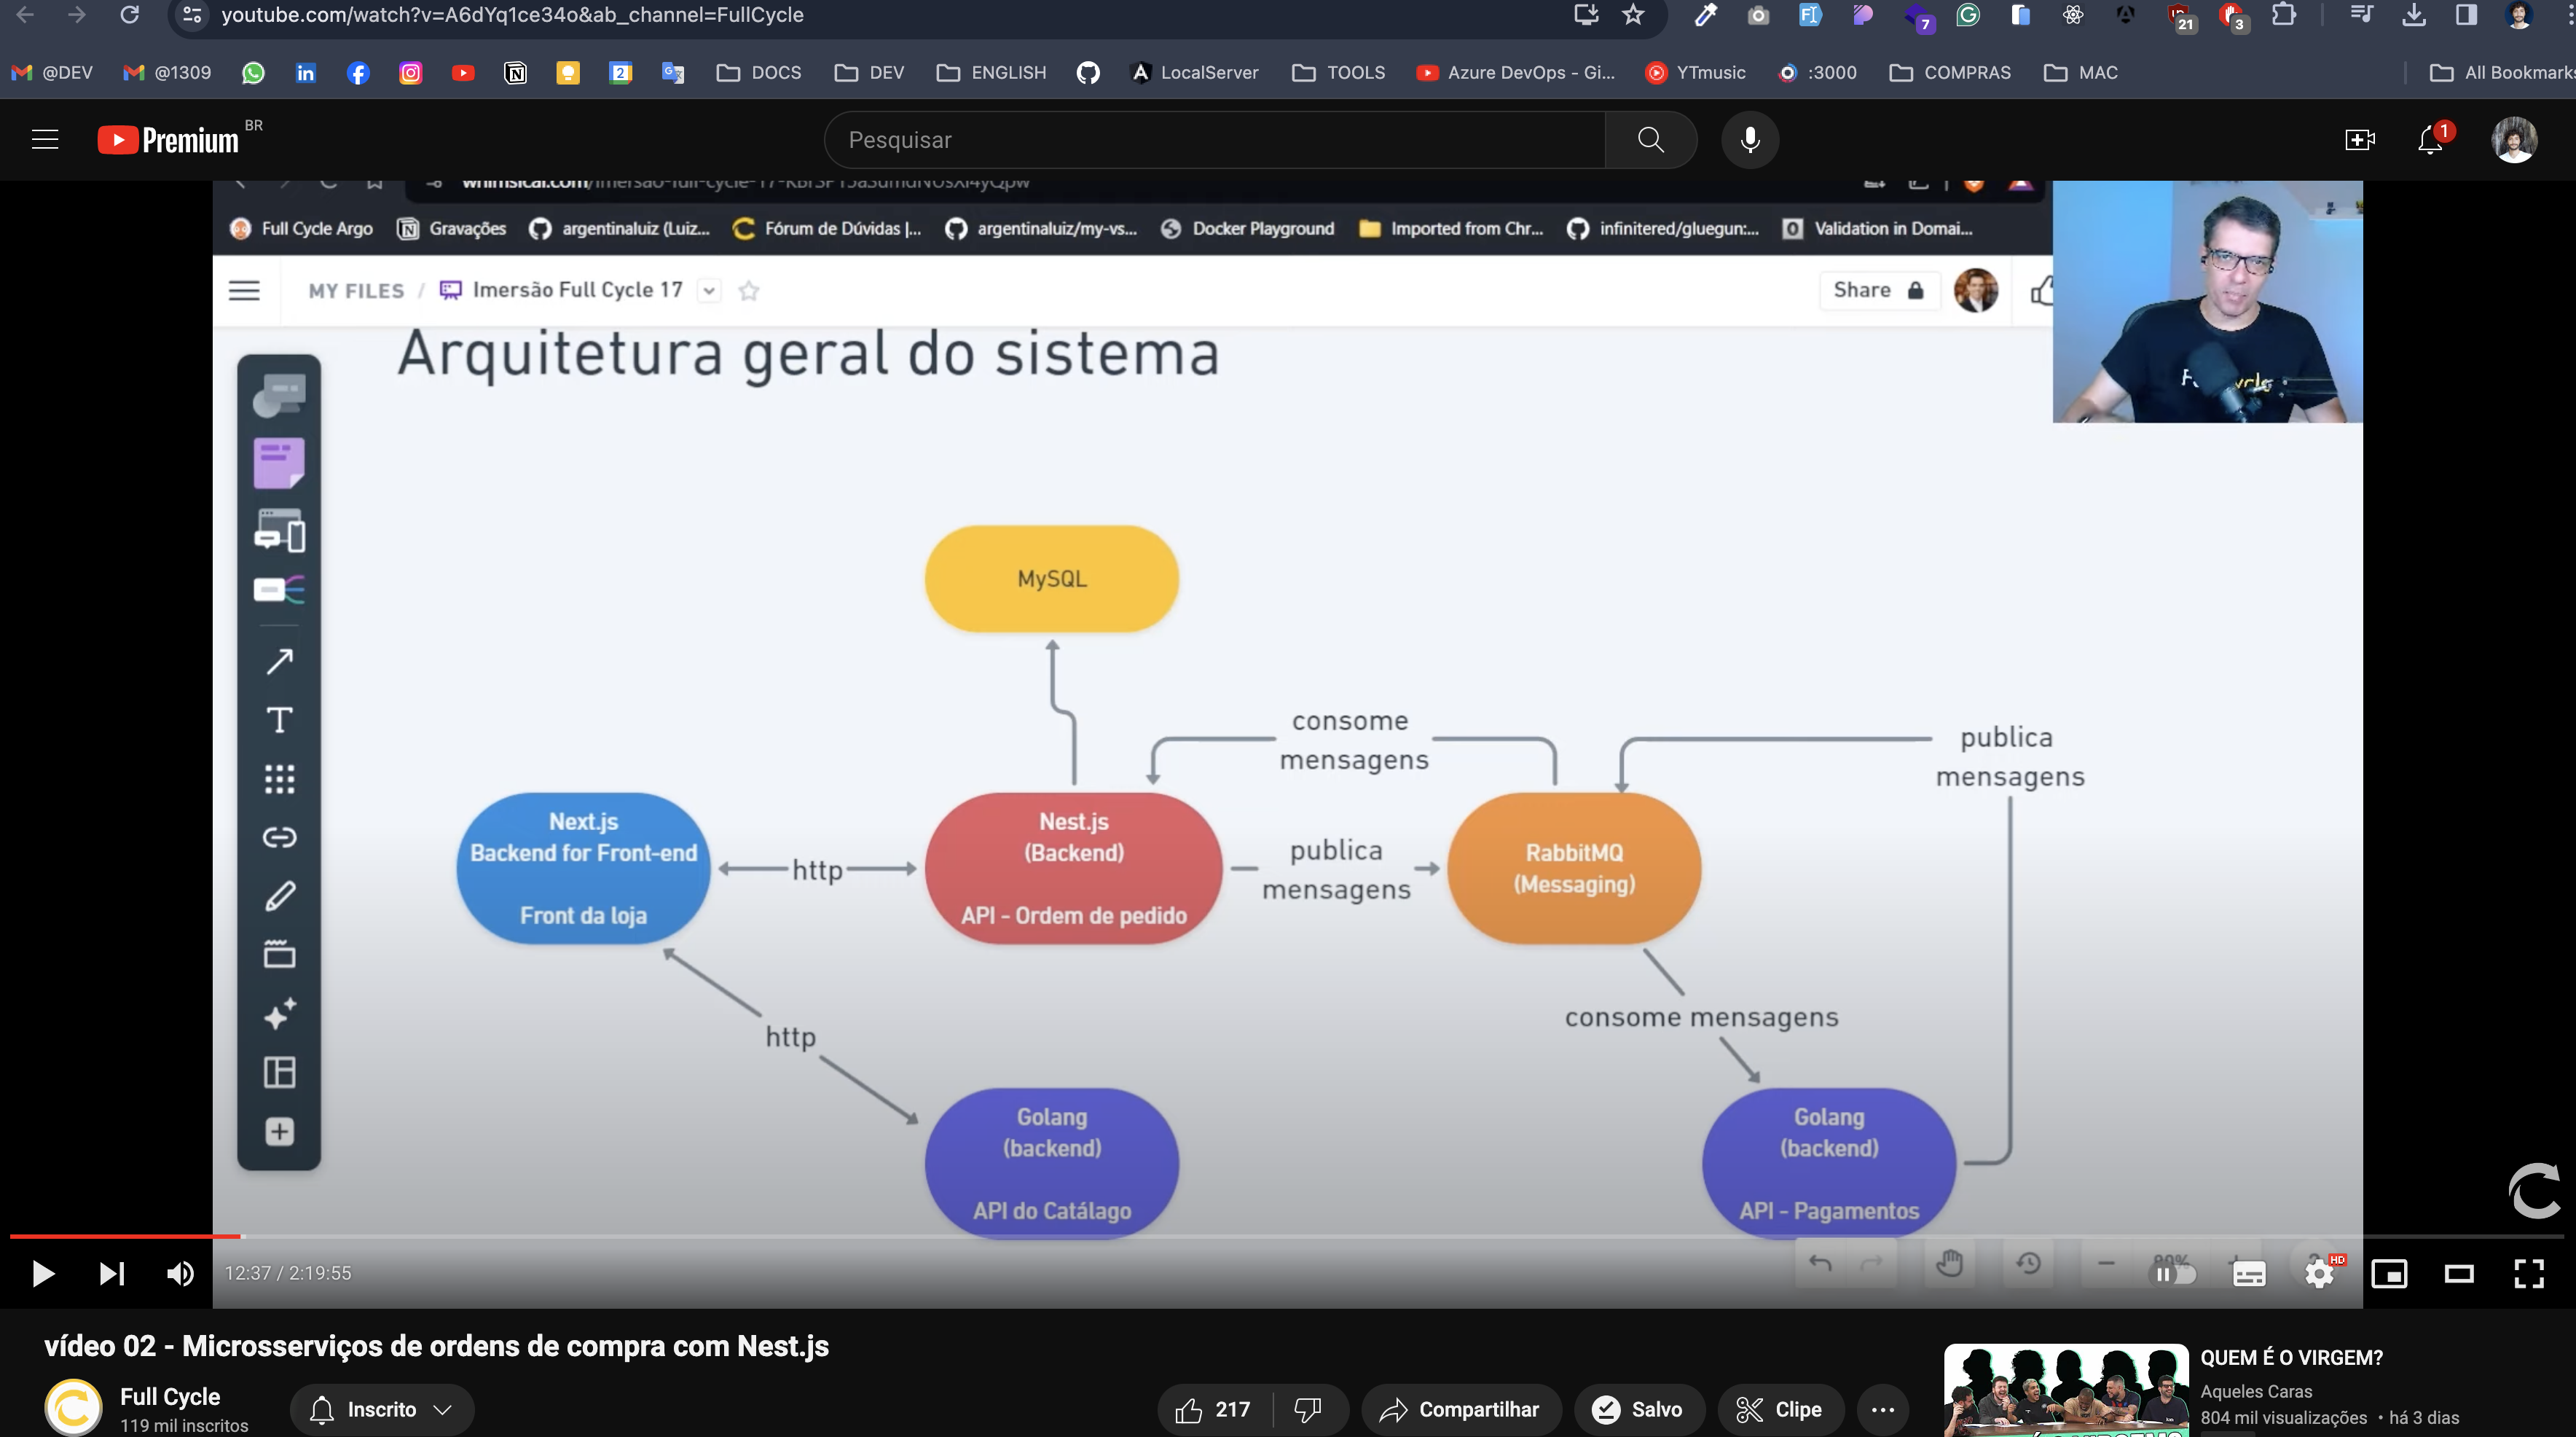 youtube.com/watch?v=A6dYq1ce34o&ab_channel=FullCycle
7
21
3
@DEV
@1309
2
DOCS
DEV
ENGLISH
LocalServer
TOOLS
Azure DevOps - Gi...
YTmusic
:3000
COMPRAS
MAC
All Bookmarks
Premium
BR
Pesquisar
1
Full Cycle Argo
Gravações
argentinaluiz (Luiz...
Fórum de Dúvidas |...
argentinaluiz/my-vs...
Docker Playground
Imported from Chr...
infinitered/gluegun:...
Validation in Domai...
MY FILES / Imersão Full Cycle 17
Share
Arquitetura geral do sistema
MySQL
consome
mensagens
publica
mensagens
Next.js
Backend for Front-end
Front da loja
http
Nest.js
(Backend)
API - Ordem de pedido
publica
mensagens
RabbitMQ
(Messaging)
http
consome mensagens
Golang
(backend)
API do Catálago
Golang
(backend)
API - Pagamentos
12:37 / 2:19:55
HD
vídeo 02 - Microsserviços de ordens de compra com Nest.js
Full Cycle
119 mil inscritos
Inscrito
217
Compartilhar
Salvo
Clipe
QUEM É O VIRGEM?
Aqueles Caras
804 mil visualizações • há 3 dias